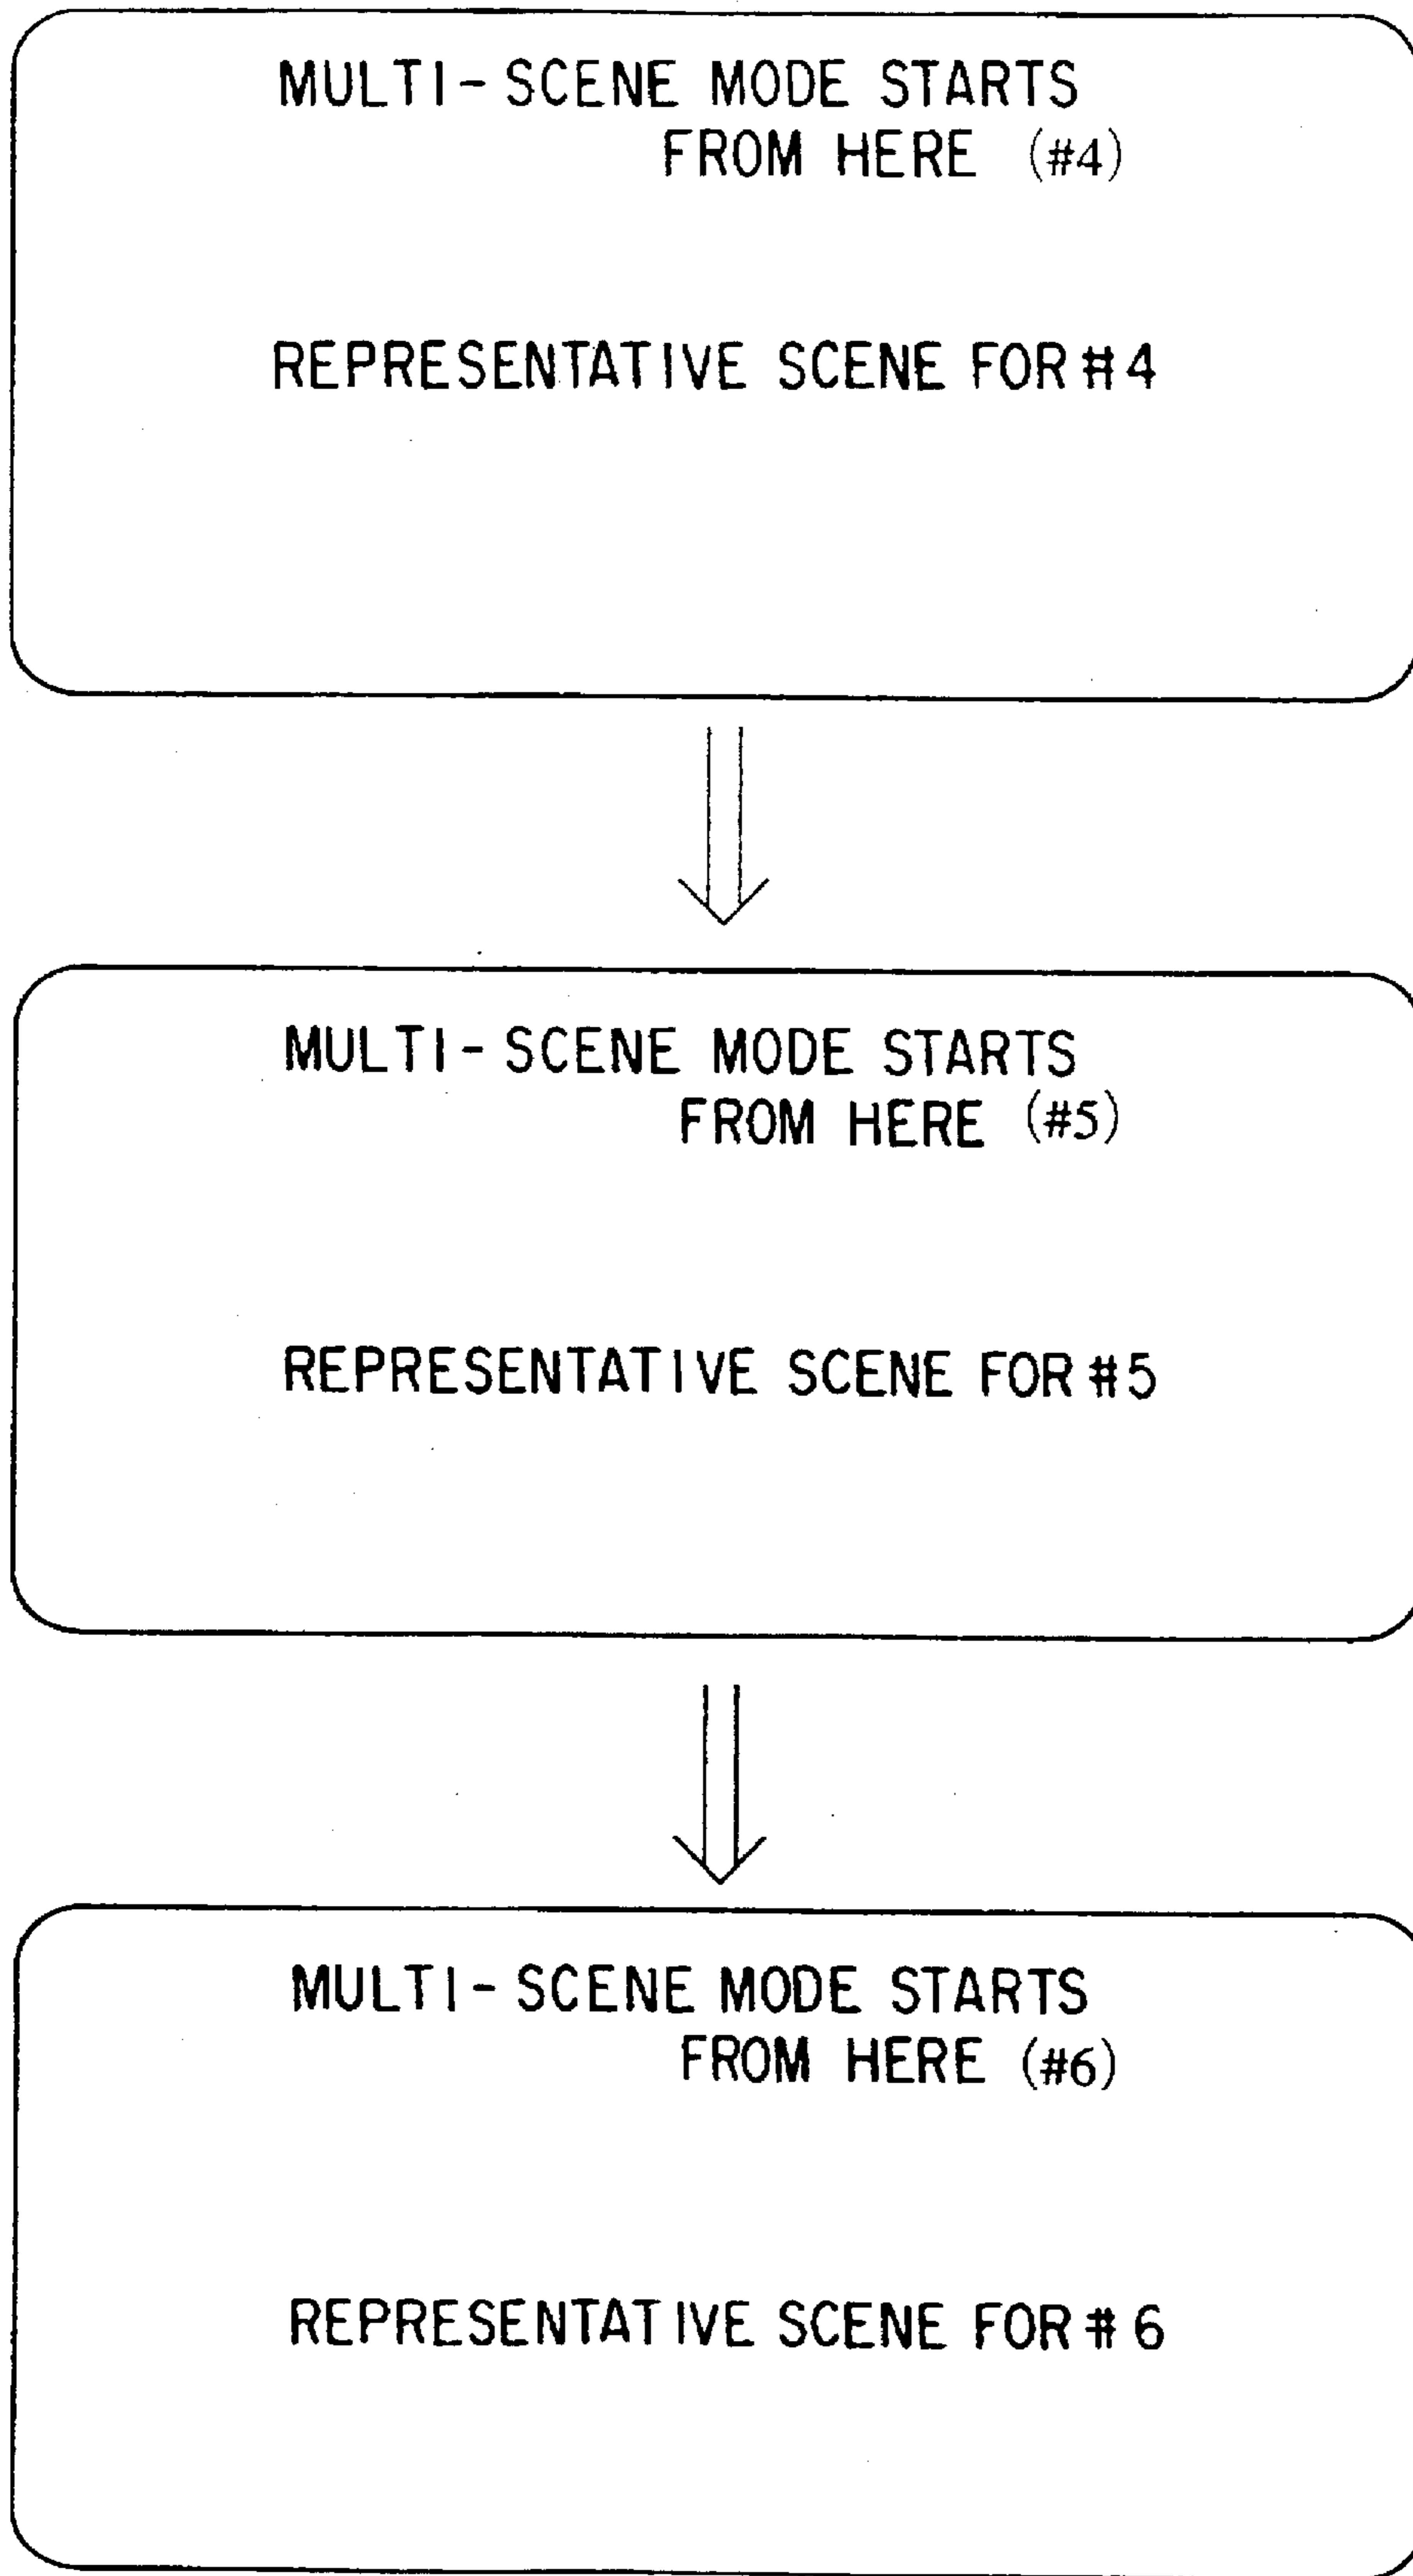 MULTI-SCENE MODE STARTS
FROM HERE (#4)
REPRESENTATIVE SCENE FOR #4
MULTI-SCENE MODE STARTS
FROM HERE (#5)
REPRESENTATIVE SCENE FOR #5
MULTI-SCENE MODE STARTS
FROM HERE (#6)
REPRESENTATIVE SCENE FOR #6